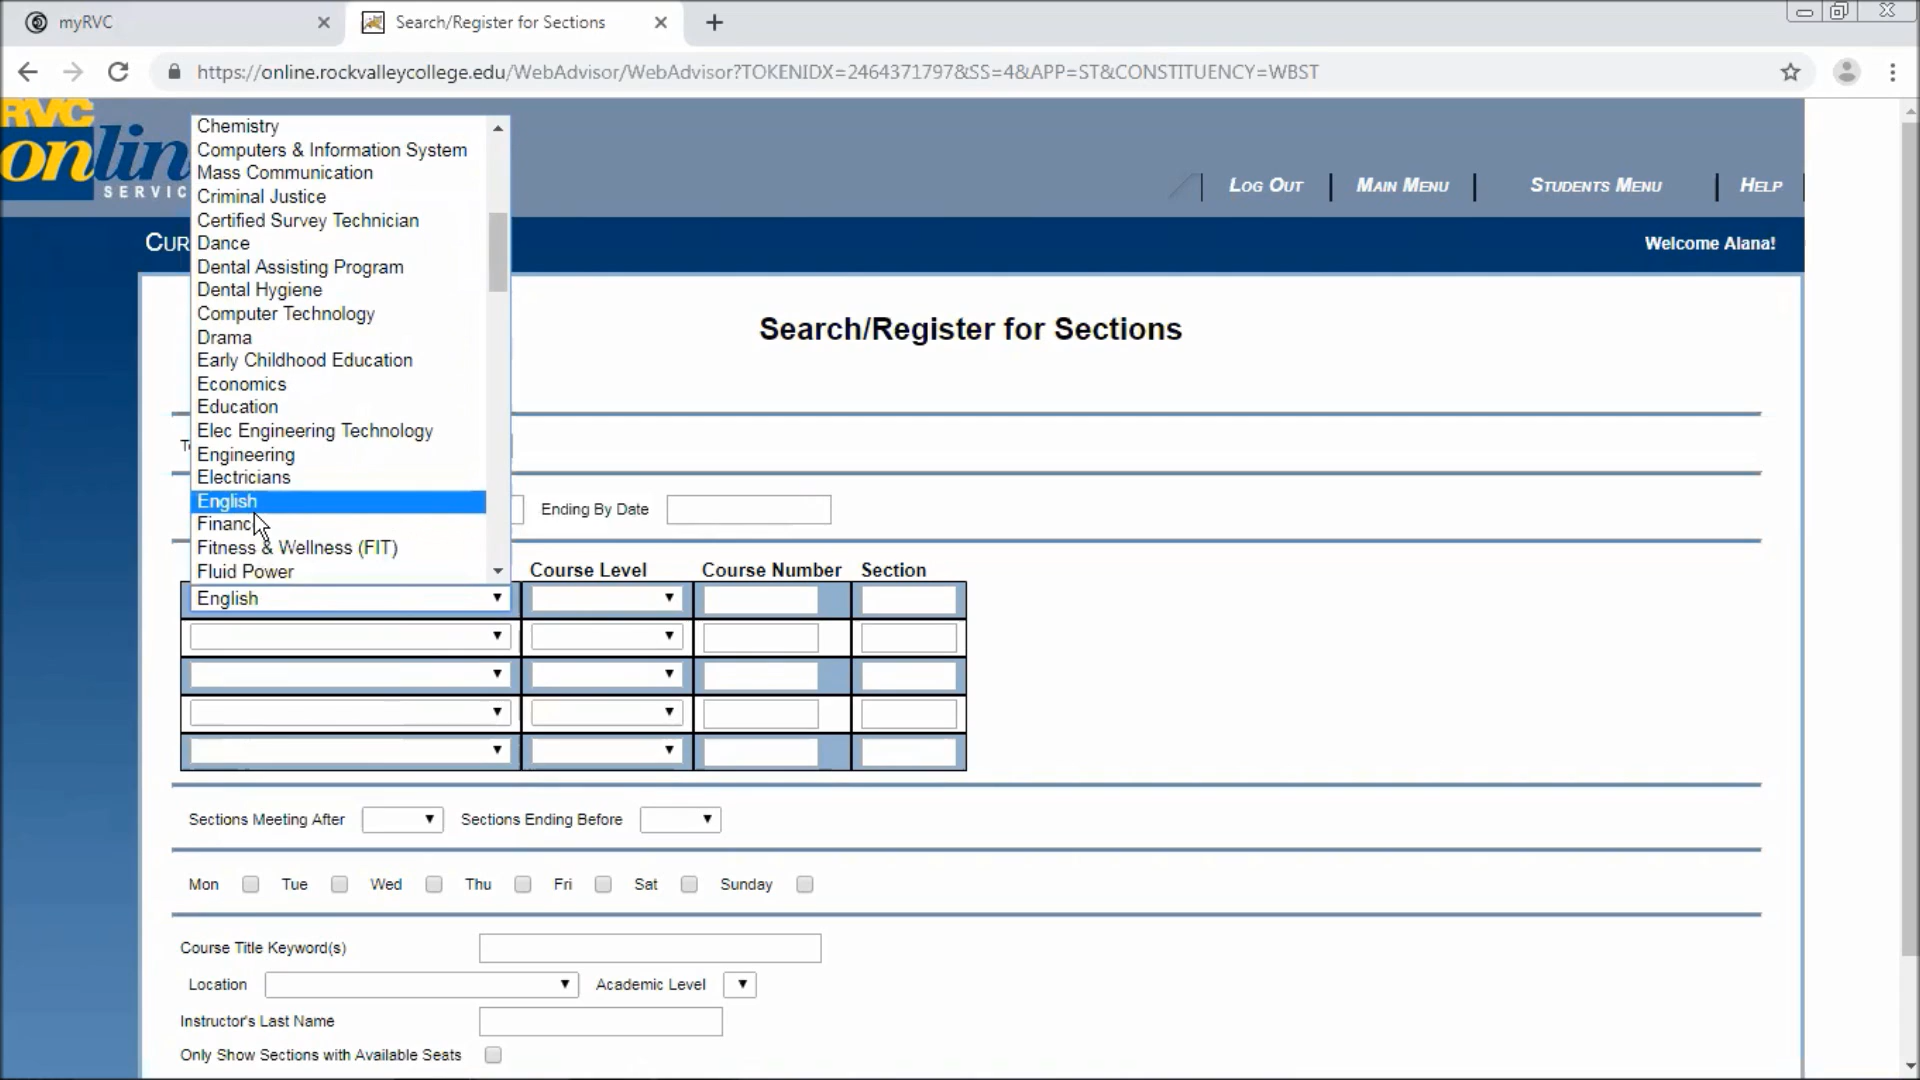 myRVC
Search/Register for Sections
https://online.rockvalleycollege.edu/WebAdvisor/WebAdvisor?TOKENIDX=2464371797&SS=4&APP=ST&CONSTITUENCY=WBST
RVC
onlin
SERVIC
LOG OUT
MAIN MENU
STUDENTS MENU
HELP
CUR
Welcome Alana!
Search/Register for Sections
Chemistry
Computers & Information System
Mass Communication
Criminal Justice
Certified Survey Technician
Dance
Dental Assisting Program
Dental Hygiene
Computer Technology
Drama
Early Childhood Education
Economics
Education
Elec Engineering Technology
Engineering
Electricians
English
Financ
Fitness & Wellness (FIT)
Fluid Power
Ending By Date
Course Level Course Number Section
English
Sections Meeting After Sections Ending Before
Mon Tue Wed Thu Fri Sat Sunday
Course Title Keyword(s)
Location Academic Level
Instructor's Last Name
Only Show Sections with Available Seats